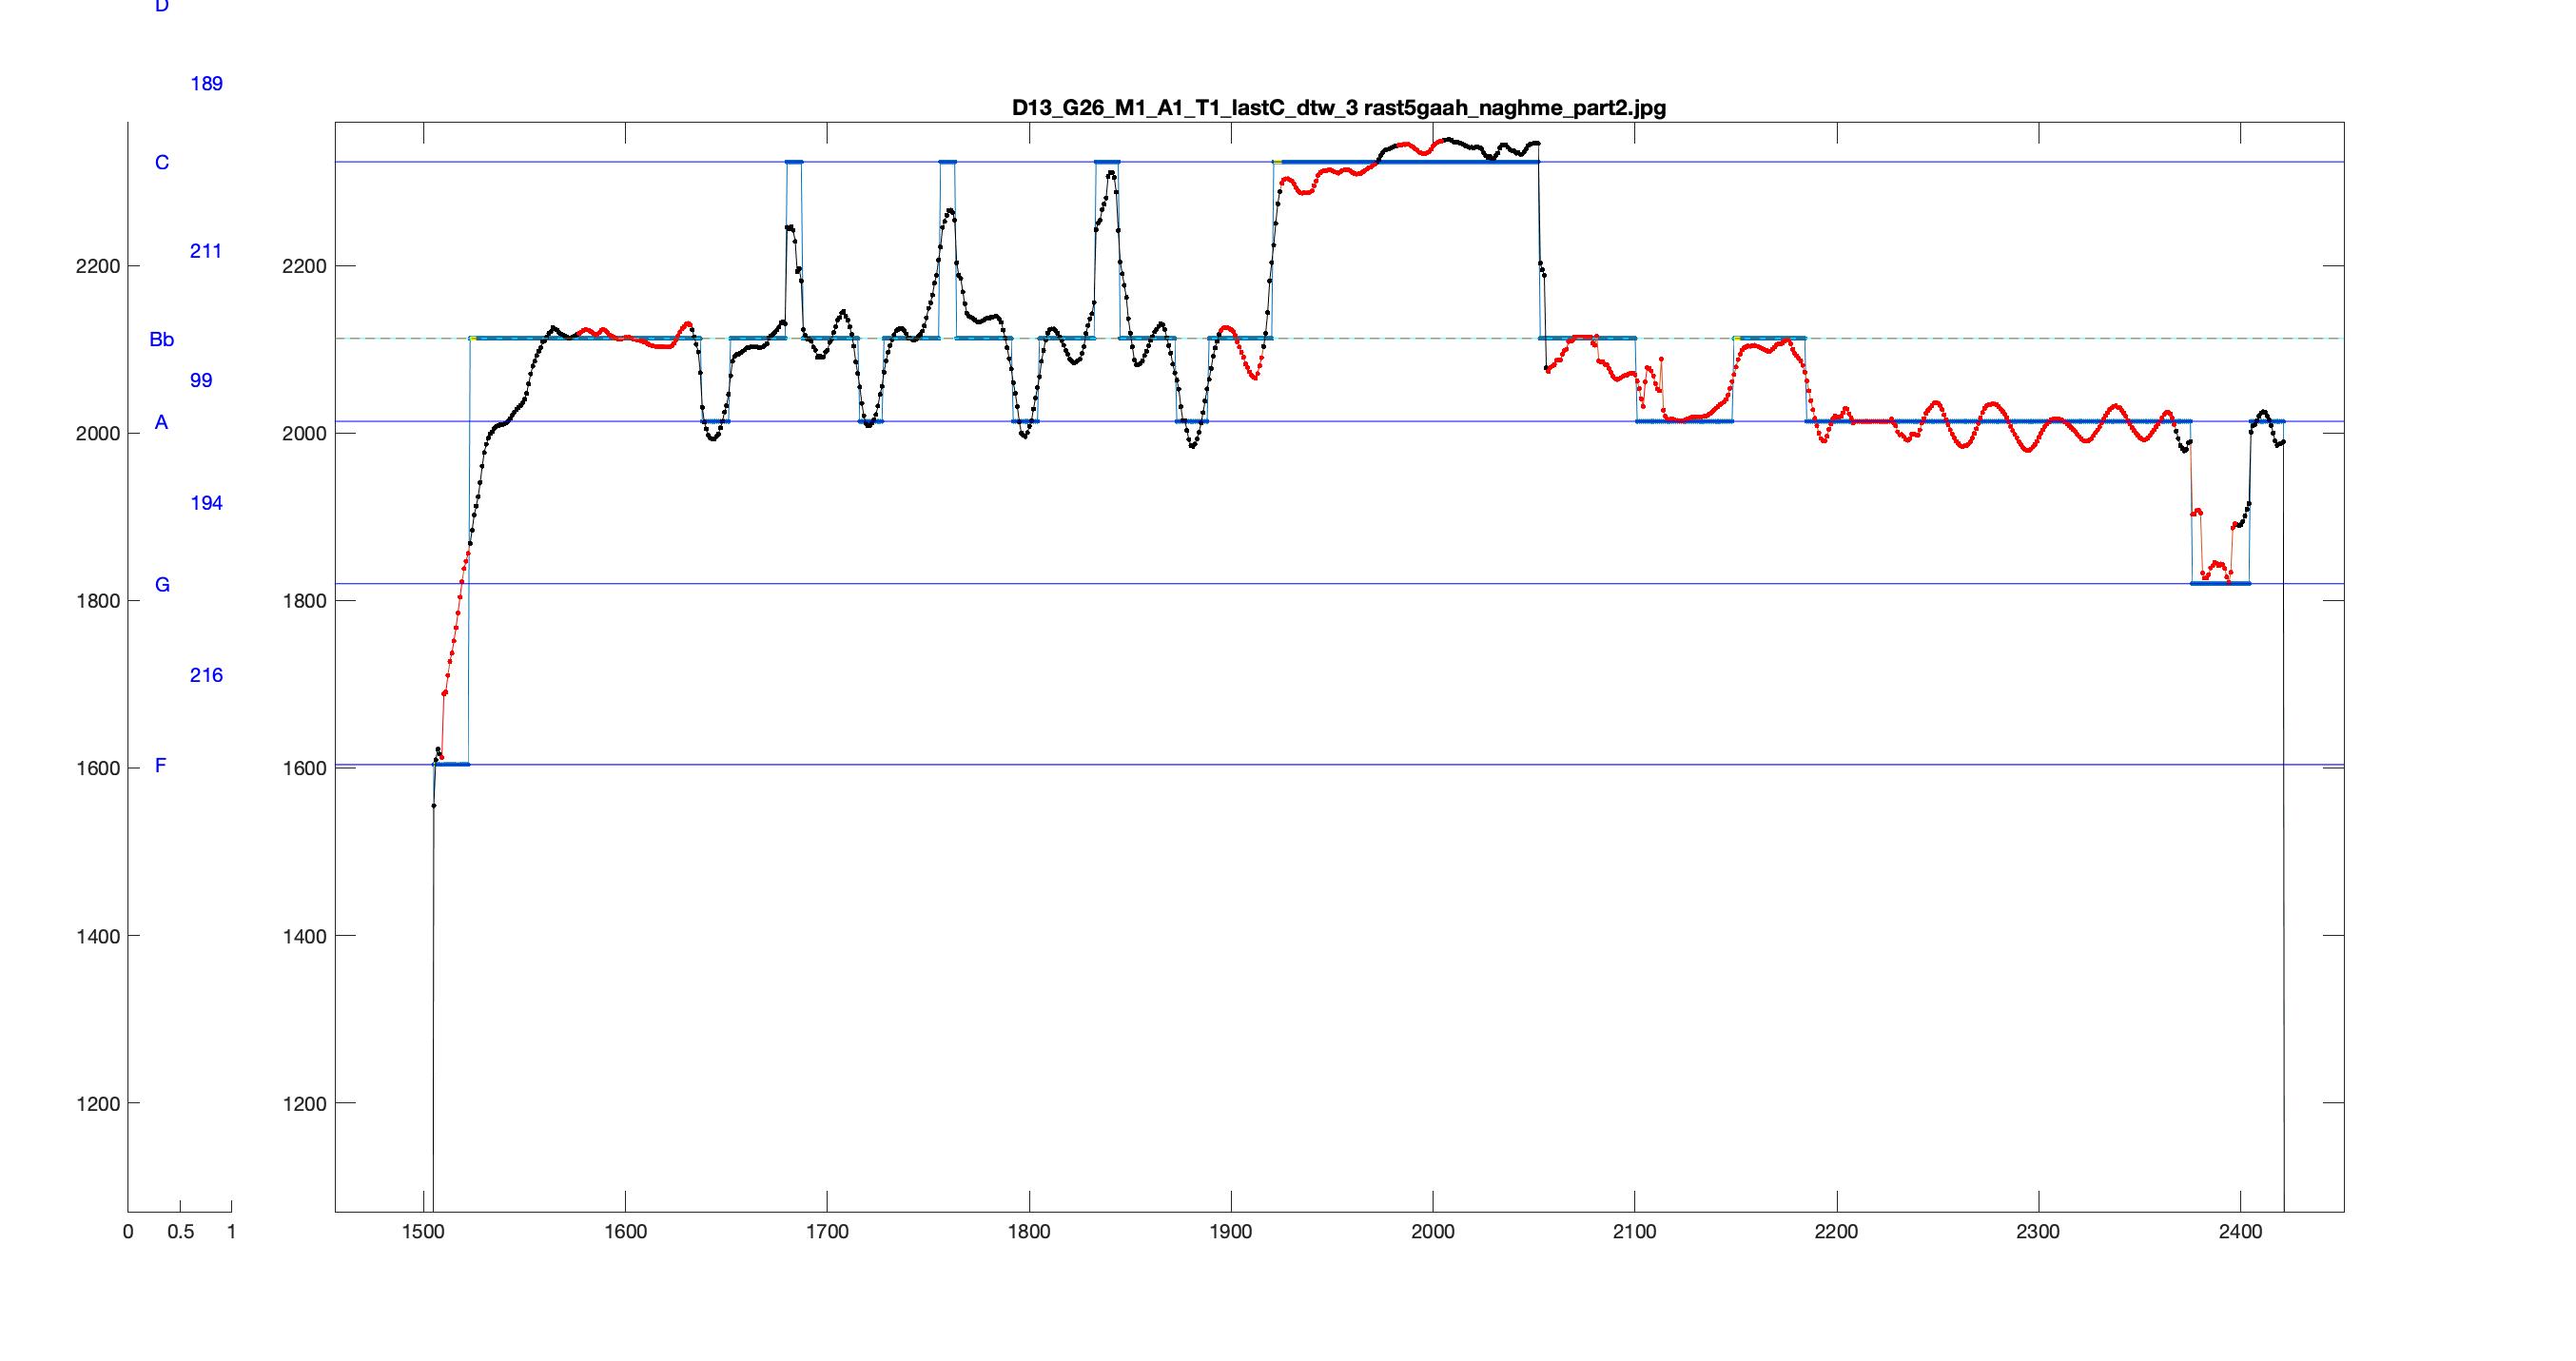 D
189
D13_G26_M1_A1_T1_lastC_dtw_3 rast5gaah_naghme_part2.jpg
C
211
2200 2200
Bb
99
A
2000 2000
194
G
1800 1800
216
F
1600 1600
1400 1400
1200 1200
0 0.5 1 1500 1600 1700 1800 1900 2000 2100 2200 2300 2400